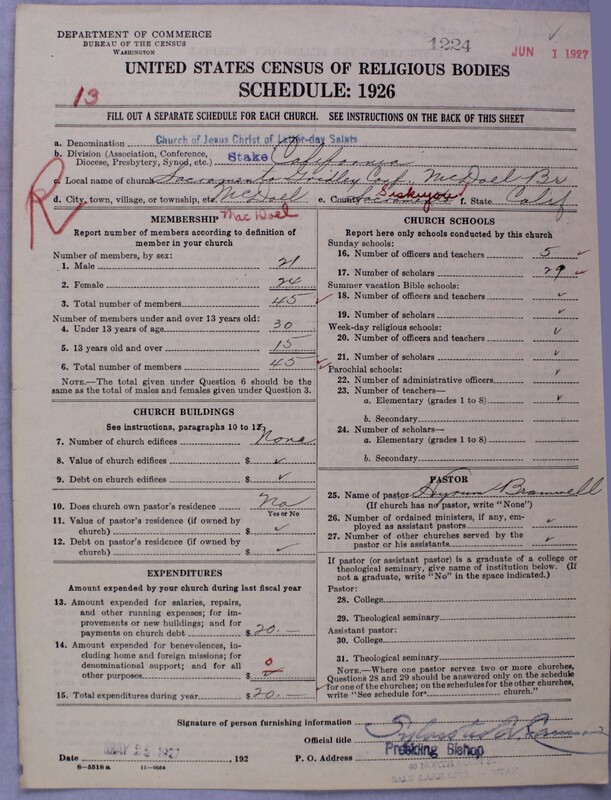 DEPARTMENT OF COMMERCE
BUREAU OF THE CENSUS
WASHINGTON
1224
JUN 1 1927
UNITED STATES CENSUS OF RELIGIOUS BODIES
SCHEDULE: 1926
13
FILL OUT A SEPARATE SCHEDULE FOR EACH CHURCH. SEE INSTRUCTIONS ON THE BACK OF THIS SHEET
a. Denomination Church of Jesus Christ of Latter-day Saints
b. Division (Association, Conference, Diocese, Presbytery, Synod, etc.) Stake California
R
c. Local name of church Sacramento Gridley Conf. McDoel Br
d. City, town, village, or township, etc. McDoel e. County Siskiyou f. State Calif
Mac Doel
MEMBERSHIP
Report number of members according to definition of
member in your church
Number of members, by sex:
1. Male 21
2. Female 24
3. Total number of members 45
Number of members under and over 13 years old:
4. Under 13 years of age 30
5. 13 years old and over 15
6. Total number of members 45
NOTE.—The total given under Question 6 should be
same as the total of males and females given under Question 3.
CHURCH BUILDINGS
See instructions, paragraphs 10 to 12
7. Number of church edifices None
8. Value of church edifices $
9. Debt on church edifices $
10. Does church own pastor's residence? No
Yes or No
11. Value of pastor's residence (if owned by
church) $
12. Debt on pastor's residence (if owned by
church) $
EXPENDITURES
Amount expended by your church during last fiscal year
13. Amount expended for salaries, repairs,
and other running expenses; for im-
provements or new buildings; and for
payments on church debt $ 20.—
14. Amount expended for benevolences, in-
cluding home and foreign missions; for
denominational support; and for all
other purposes $ 0
15. Total expenditures during year $ 20.—
CHURCH SCHOOLS
Report here only schools conducted by this church
Sunday schools:
16. Number of officers and teachers 5
17. Number of scholars 29
Summer vacation Bible schools:
18. Number of officers and teachers
19. Number of scholars
Week-day religious schools:
20. Number of officers and teachers
21. Number of scholars
Parochial schools:
22. Number of administrative officers
23. Number of teachers—
a. Elementary (grades 1 to 8)
b. Secondary
24. Number of scholars—
a. Elementary (grades 1 to 8)
b. Secondary
PASTOR
25. Name of pastor Hyrum Bramwell
(If church has no pastor, write "None")
26. Number of ordained ministers, if any, em-
ployed as assistant pastors
27. Number of other churches served by the
pastor or his assistants
If pastor (or assistant pastor) is a graduate of a college or
theological seminary, give name of institution below. (If
not a graduate, write "No" in the space indicated.)
Pastor:
28. College
29. Theological seminary
Assistant pastor:
30. College
31. Theological seminary
NOTE.—Where one pastor serves two or more churches,
Questions 28 and 29 should be answered only on the schedule
for one of the churches; on the schedules for the other churches,
write "See schedule for church."
Signature of person furnishing information
Official title Presiding Bishop
Date MAY 26 1927, 192 P. O. Address
8—5518a 11—9664